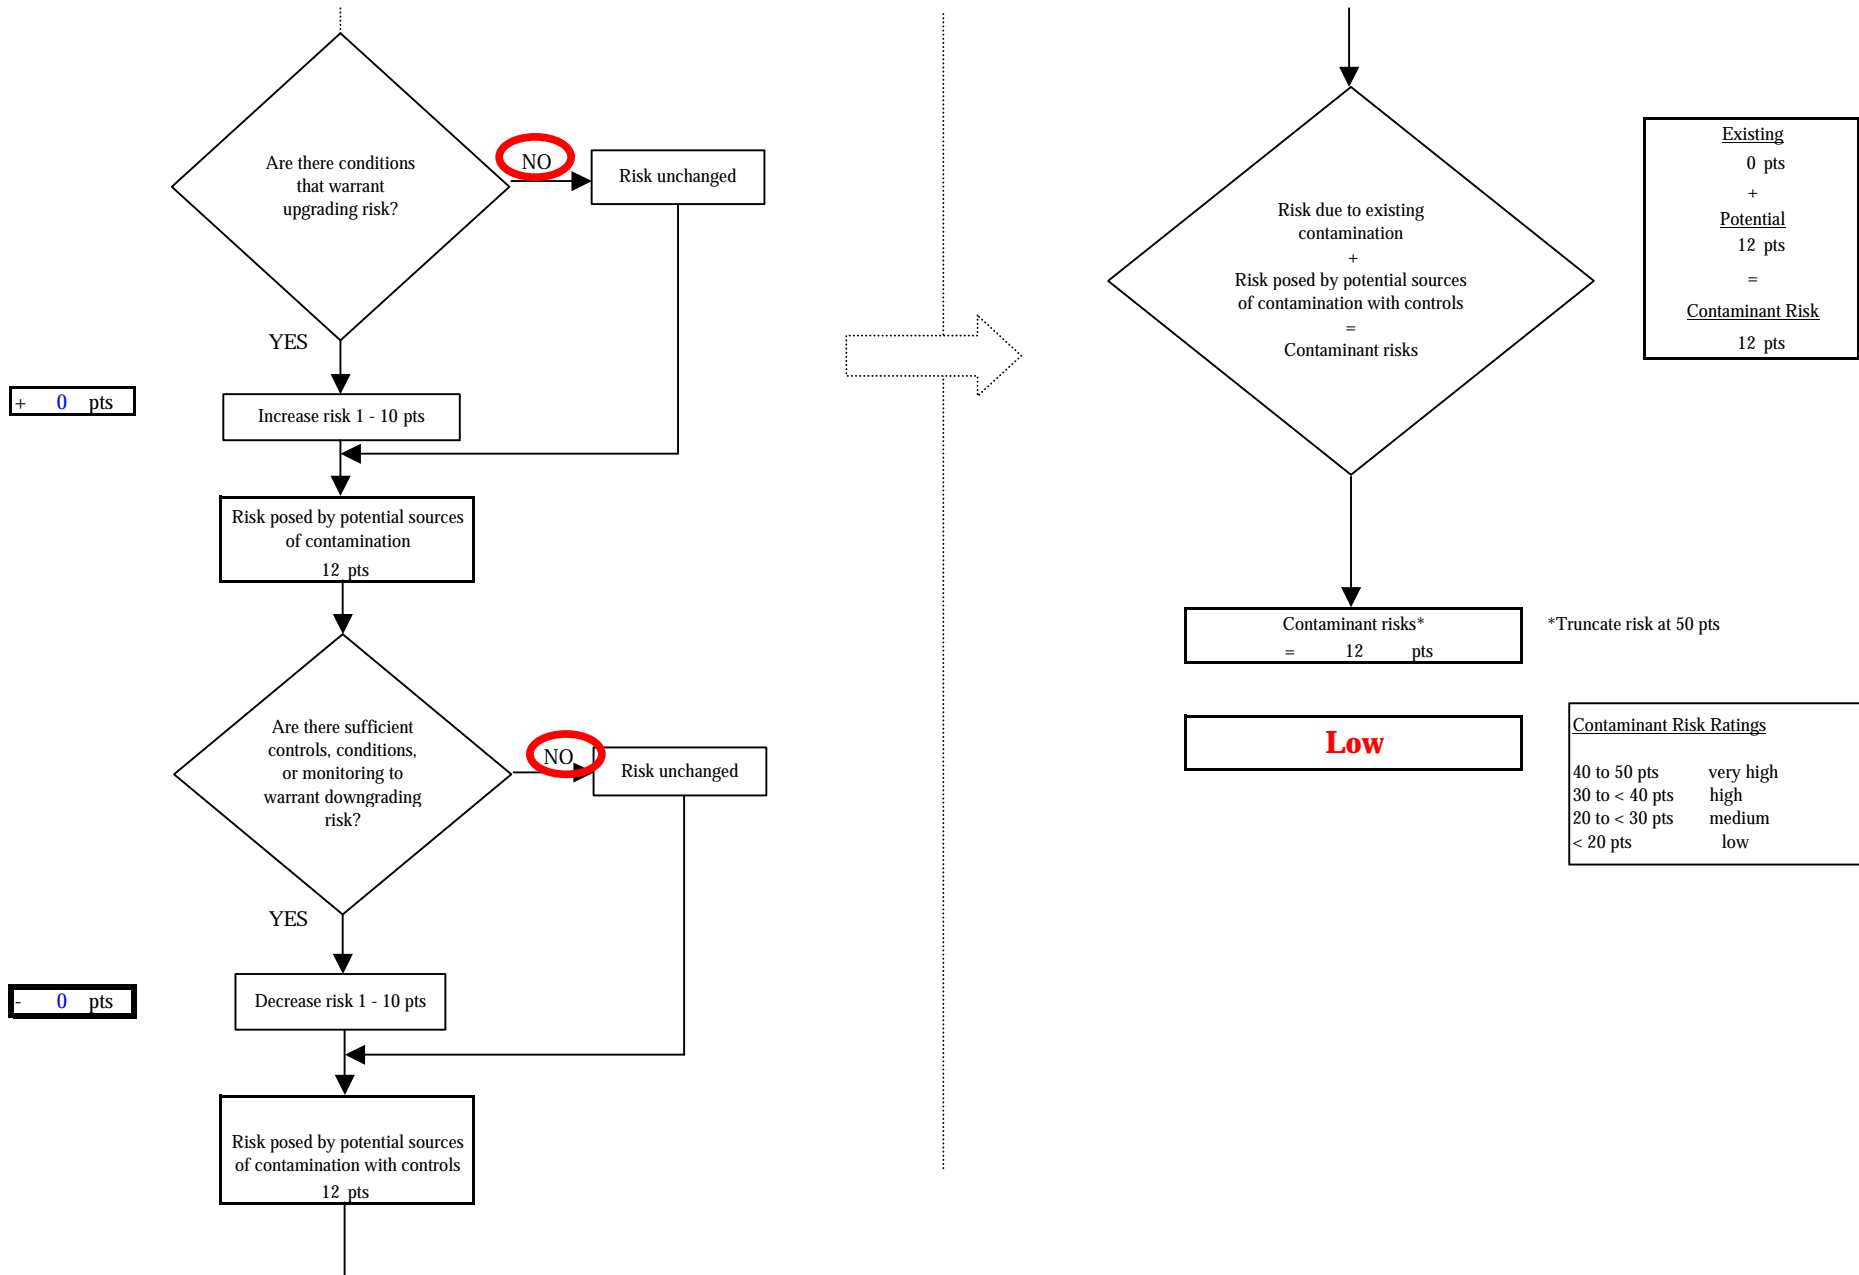 Are there conditions
that warrant
upgrading risk?
NO
Risk unchanged
YES
+ 0 pts
Increase risk 1 - 10 pts
Risk posed by potential sources
of contamination
12 pts
Are there sufficient
controls, conditions,
or monitoring to
warrant downgrading
risk?
NO
Risk unchanged
YES
- 0 pts
Decrease risk 1 - 10 pts
Risk posed by potential sources
of contamination with controls
12 pts
Risk due to existing
contamination
+
Risk posed by potential sources
of contamination with controls
=
Contaminant risks
Existing
0 pts
+
Potential
12 pts
=
Contaminant Risk
12 pts
Contaminant risks*
= 12 pts
*Truncate risk at 50 pts
Low
Contaminant Risk Ratings
40 to 50 pts very high
30 to < 40 pts high
20 to < 30 pts medium
< 20 pts low